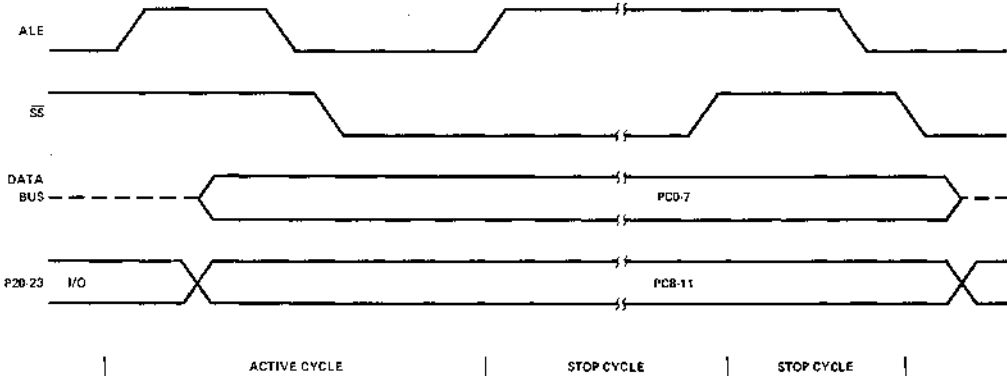 ALE
SS
DATA
BUS
PC0-7
P20-23
I/O
PC8-11
ACTIVE CYCLE
STOP CYCLE
STOP CYCLE